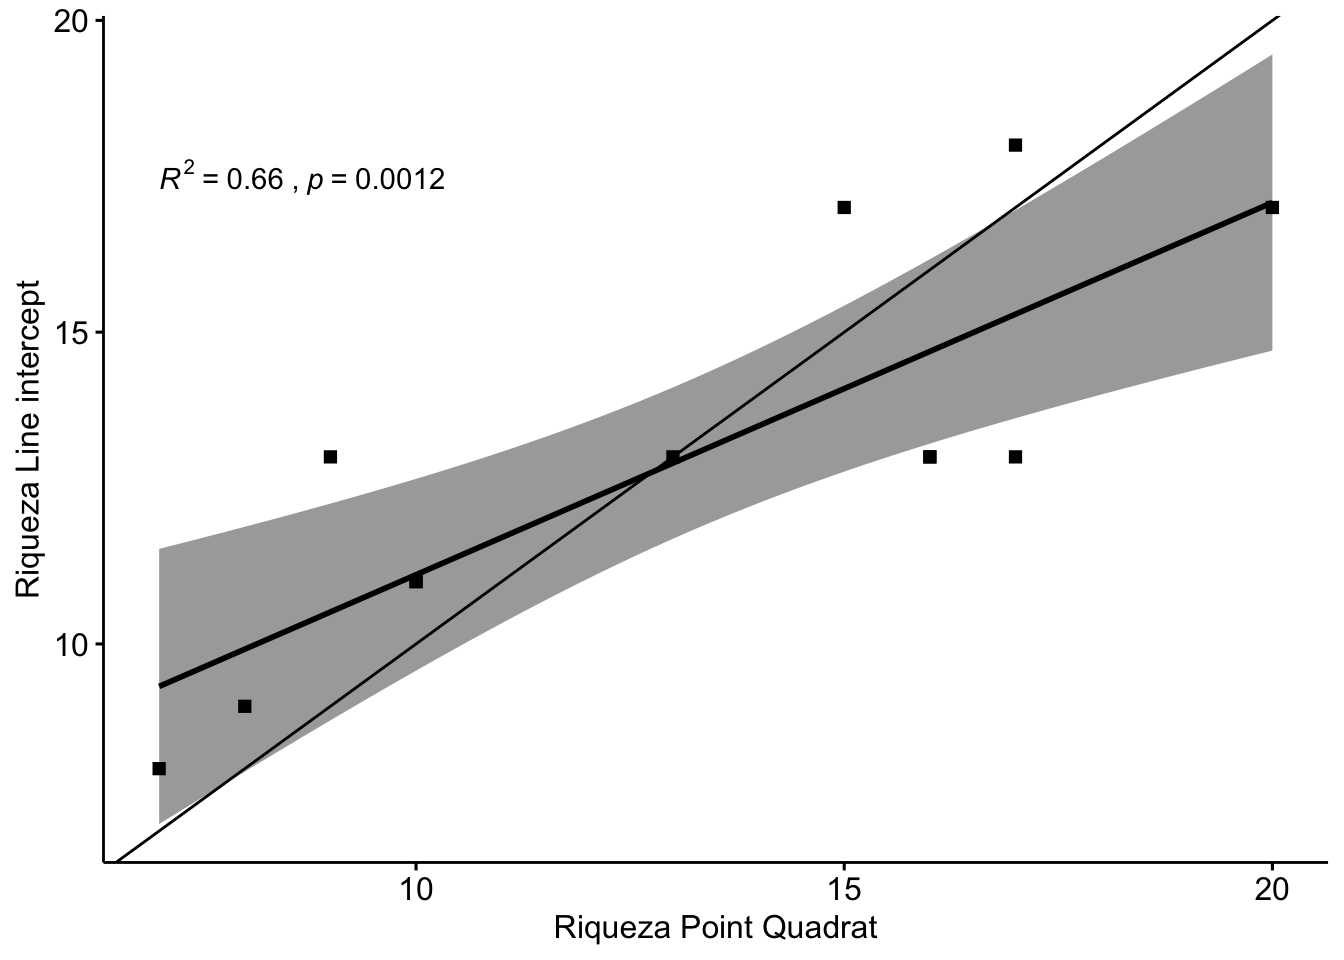 20
R² = 0.66 , p = 0.0012
15
10
Riqueza Line intercept
10 15 20
Riqueza Point Quadrat